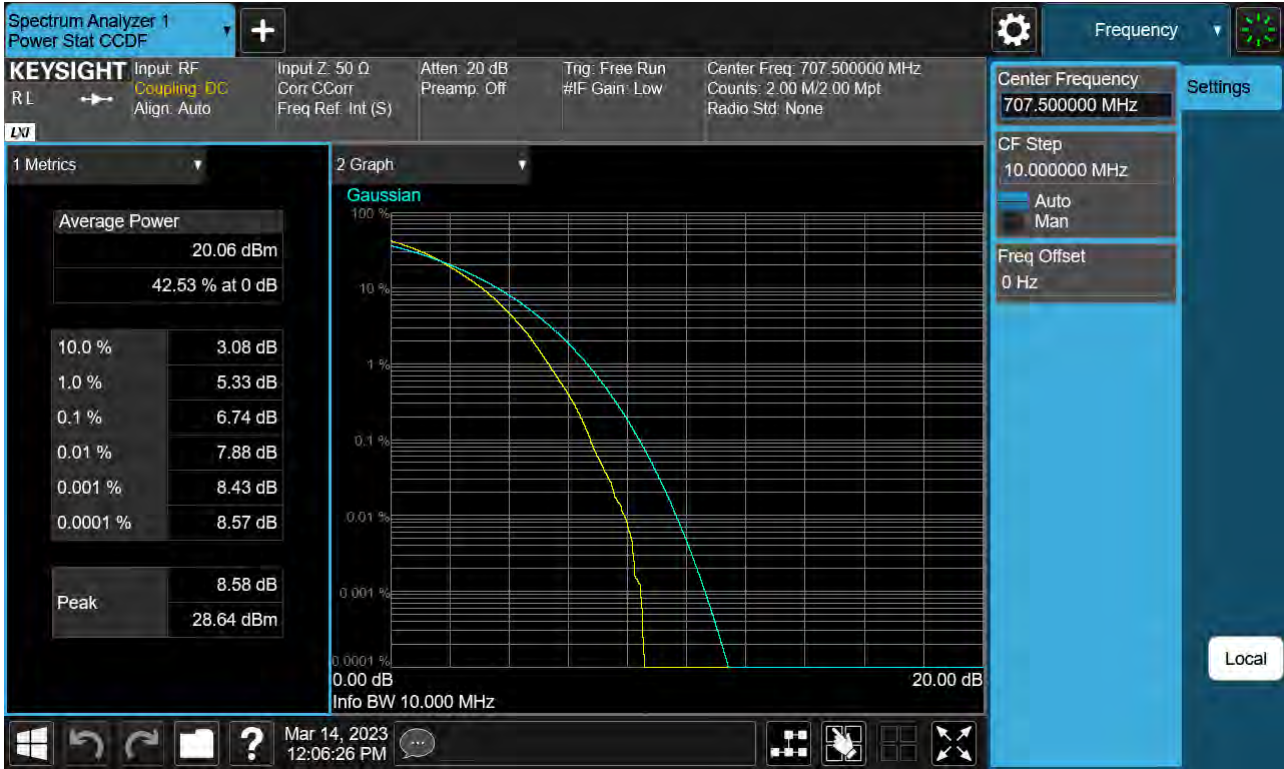 Spectrum Analyzer 1
Power Stat CCDF
Frequency
KEYSIGHT
R L
LXI
Input: RF
Coupling: DC
Align: Auto
Input Z: 50 Ω
Corr CCorr
Freq Ref: Int (S)
Atten: 20 dB
Preamp: Off
Trig: Free Run
#IF Gain: Low
Center Freq: 707.500000 MHz
Counts: 2.00 M/2.00 Mpt
Radio Std: None
Center Frequency
707.500000 MHz
Settings
CF Step
10.000000 MHz
Auto
Man
Freq Offset
0 Hz
1 Metrics
Average Power
20.06 dBm
42.53 % at 0 dB
10.0 % 3.08 dB
1.0 % 5.33 dB
0.1 % 6.74 dB
0.01 % 7.88 dB
0.001 % 8.43 dB
0.0001 % 8.57 dB
Peak 8.58 dB
28.64 dBm
2 Graph
Gaussian
100 %
10 %
1 %
0.1 %
0.01 %
0.001 %
0.0001 %
0.00 dB 20.00 dB
Info BW 10.000 MHz
Local
?
Mar 14, 2023
12:06:26 PM